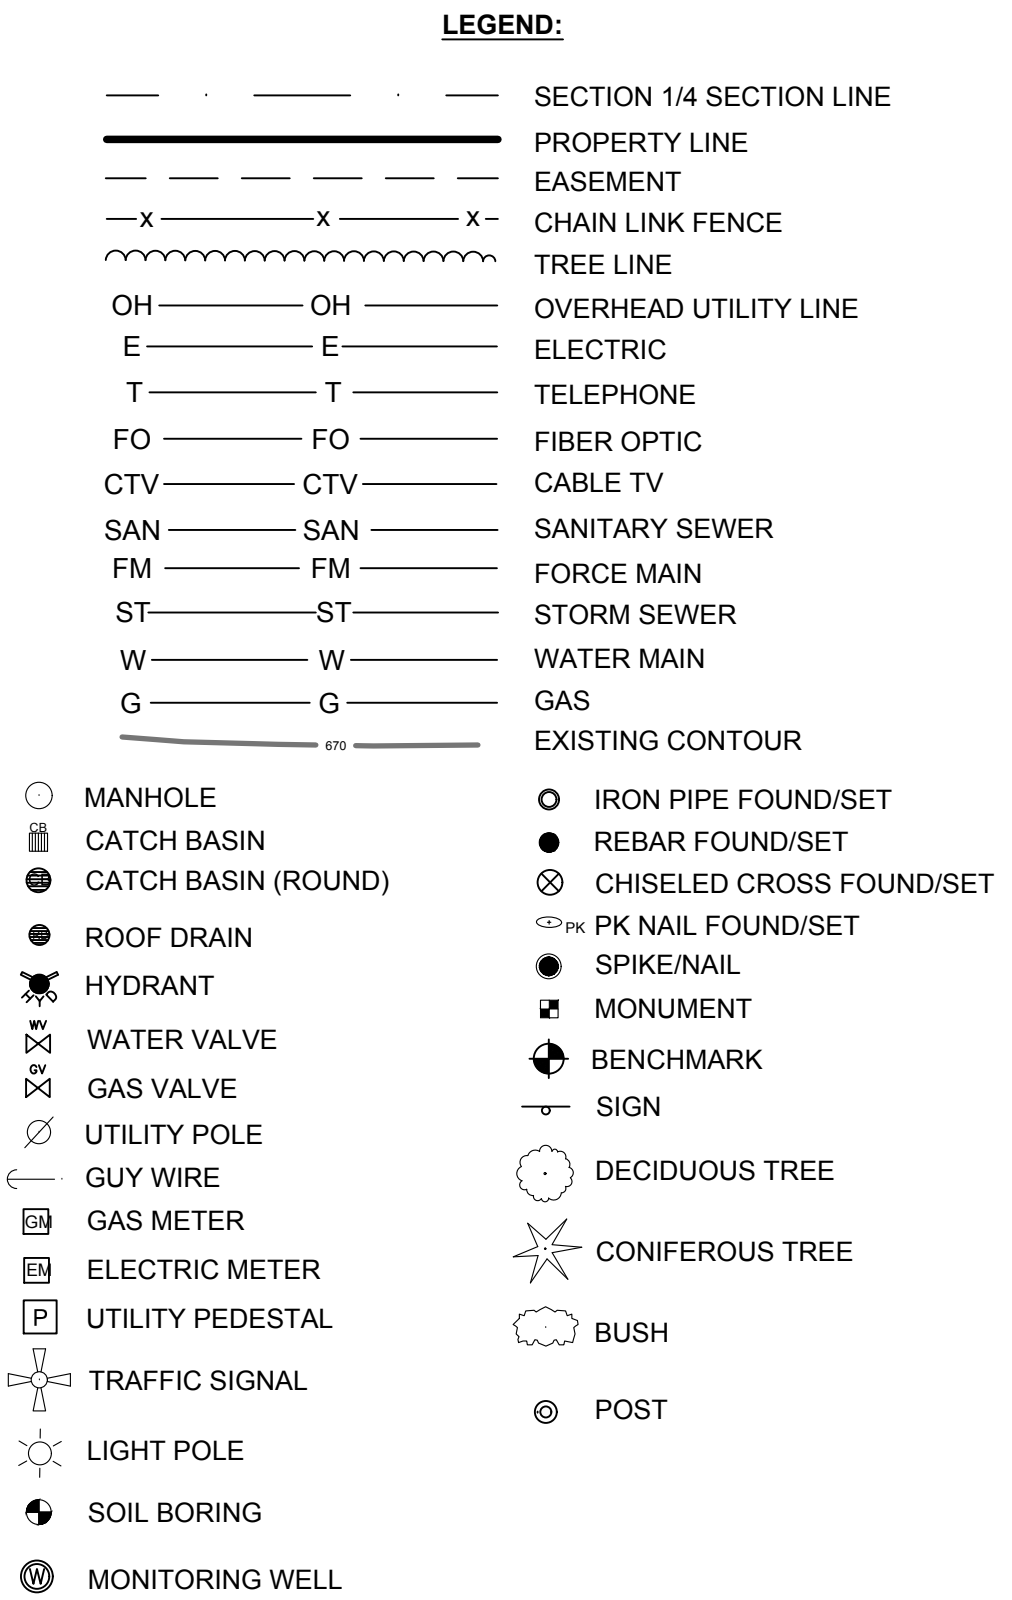 LEGEND:
SECTION 1/4 SECTION LINE
PROPERTY LINE
EASEMENT
X X X CHAIN LINK FENCE
TREE LINE
OH OH OVERHEAD UTILITY LINE
E E ELECTRIC
T T TELEPHONE
FO FO FIBER OPTIC
CTV CTV CABLE TV
SAN SAN SANITARY SEWER
FM FM FORCE MAIN
ST ST STORM SEWER
W W WATER MAIN
G G GAS
670 EXISTING CONTOUR
MANHOLE
CB
CATCH BASIN
CB CATCH BASIN (ROUND)
ROOF DRAIN
HYD HYDRANT
WV
WATER VALVE
GV
GAS VALVE
UTILITY POLE
GUY WIRE
GM GAS METER
EM ELECTRIC METER
P UTILITY PEDESTAL
TRAFFIC SIGNAL
LIGHT POLE
SOIL BORING
W MONITORING WELL
IRON PIPE FOUND/SET
REBAR FOUND/SET
CHISELED CROSS FOUND/SET
PK PK NAIL FOUND/SET
SPIKE/NAIL
MONUMENT
BENCHMARK
SIGN
DECIDUOUS TREE
CONIFEROUS TREE
BUSH
POST